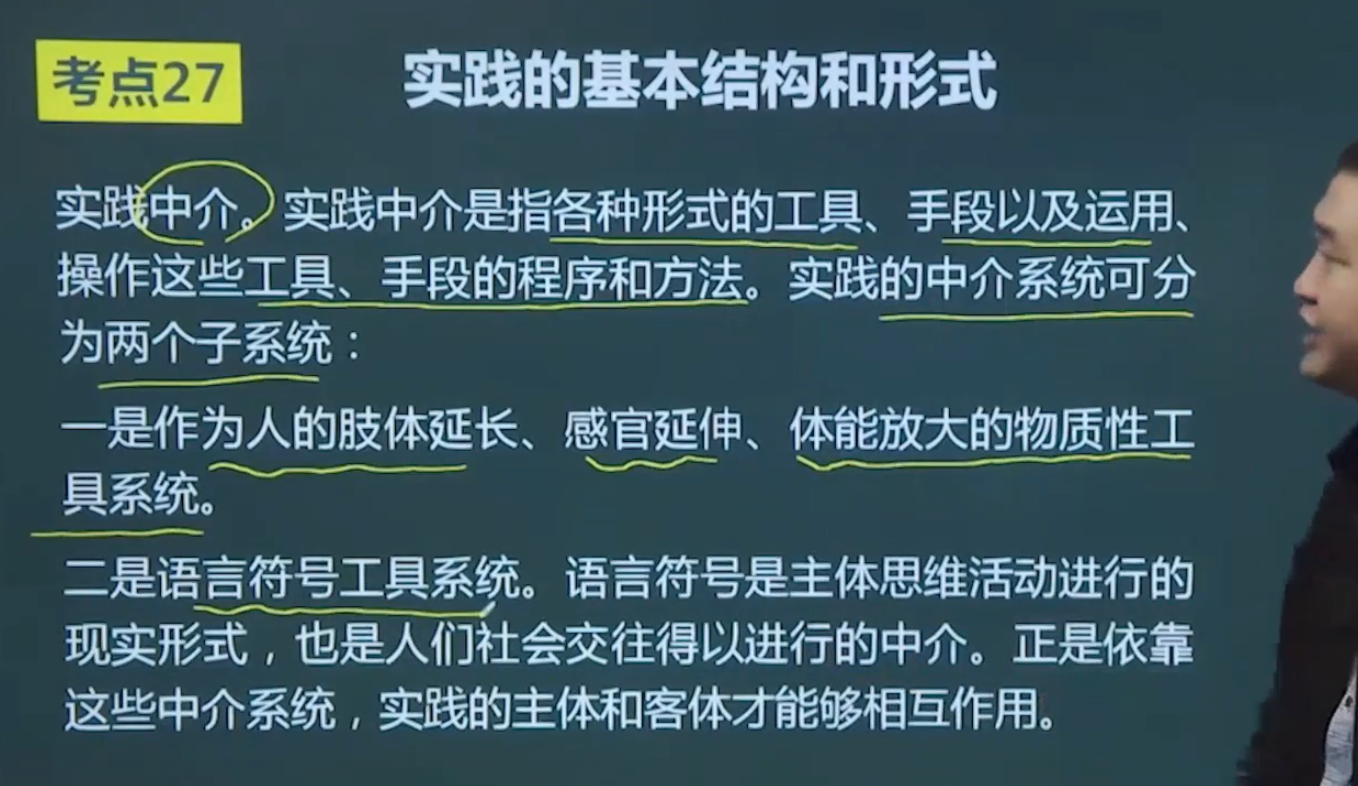 考点27
实践的基本结构和形式
实践中介。实践中介是指各种形式的工具、手段以及运用、
操作这些工具、手段的程序和方法。实践的中介系统可分
为两个子系统：
一是作为人的肢体延长、感官延伸、体能放大的物质性工
具系统。
二是语言符号工具系统。语言符号是主体思维活动进行的
现实形式，也是人们社会交往得以进行的中介。正是依靠
这些中介系统，实践的主体和客体才能够相互作用。